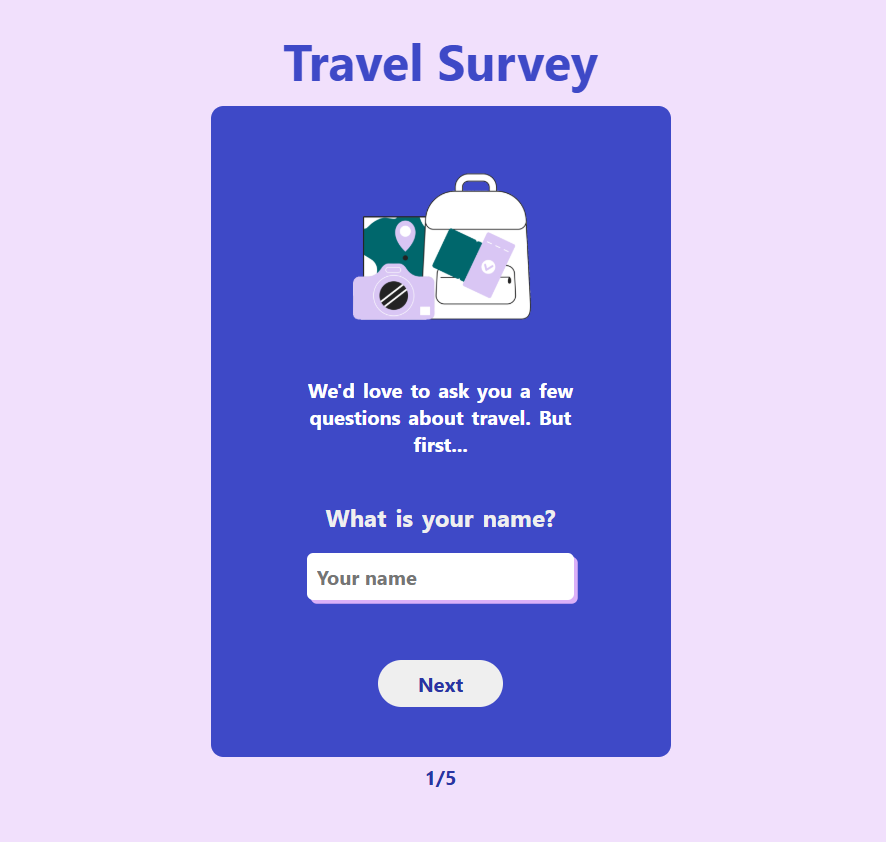 Travel Survey
We'd love to ask you a few
questions about travel. But
first...
What is your name?
Your name
Next
1/5